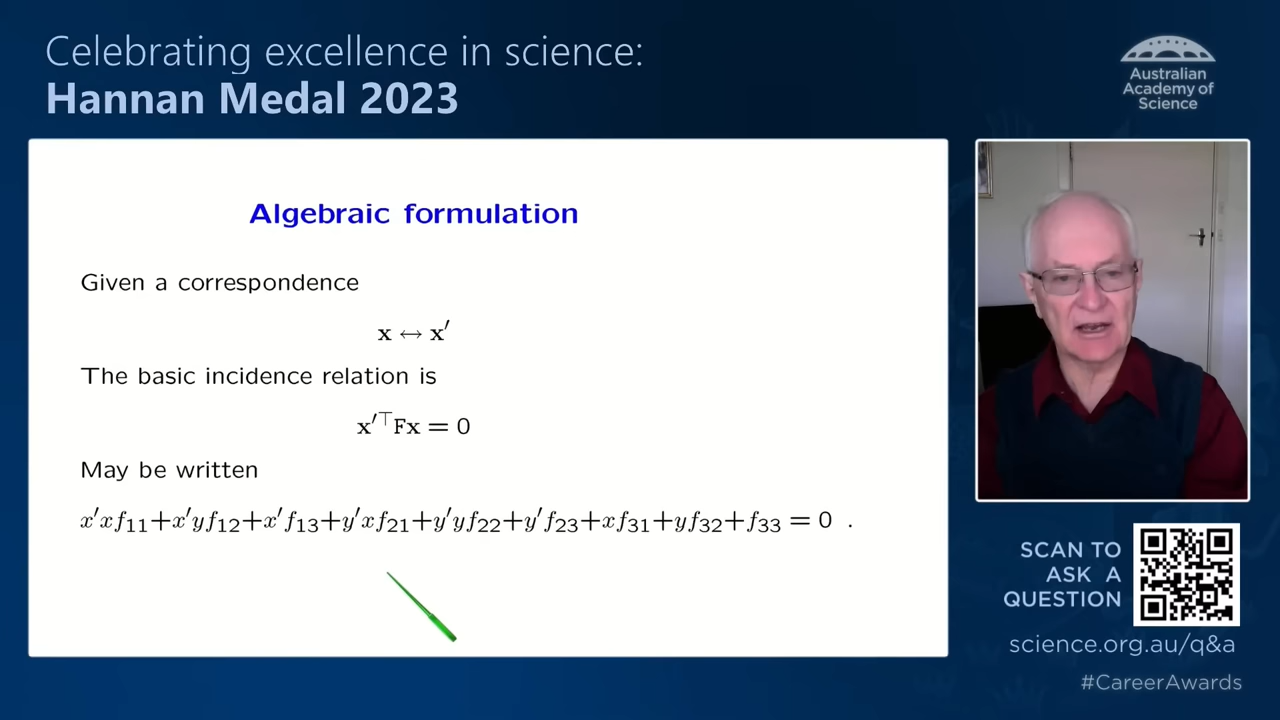 Celebrating excellence in science:
Hannan Medal 2023
Australian
Academy of
Science
Algebraic formulation
Given a correspondence
x ↔ x′
The basic incidence relation is
x′⊤Fx = 0
May be written
x′xf₁₁+x′yf₁₂+x′f₁₃+y′xf₂₁+y′yf₂₂+y′f₂₃+xf₃₁+yf₃₂+f₃₃ = 0 .
SCAN TO
ASK A
QUESTION
science.org.au/q&a
#CareerAwards